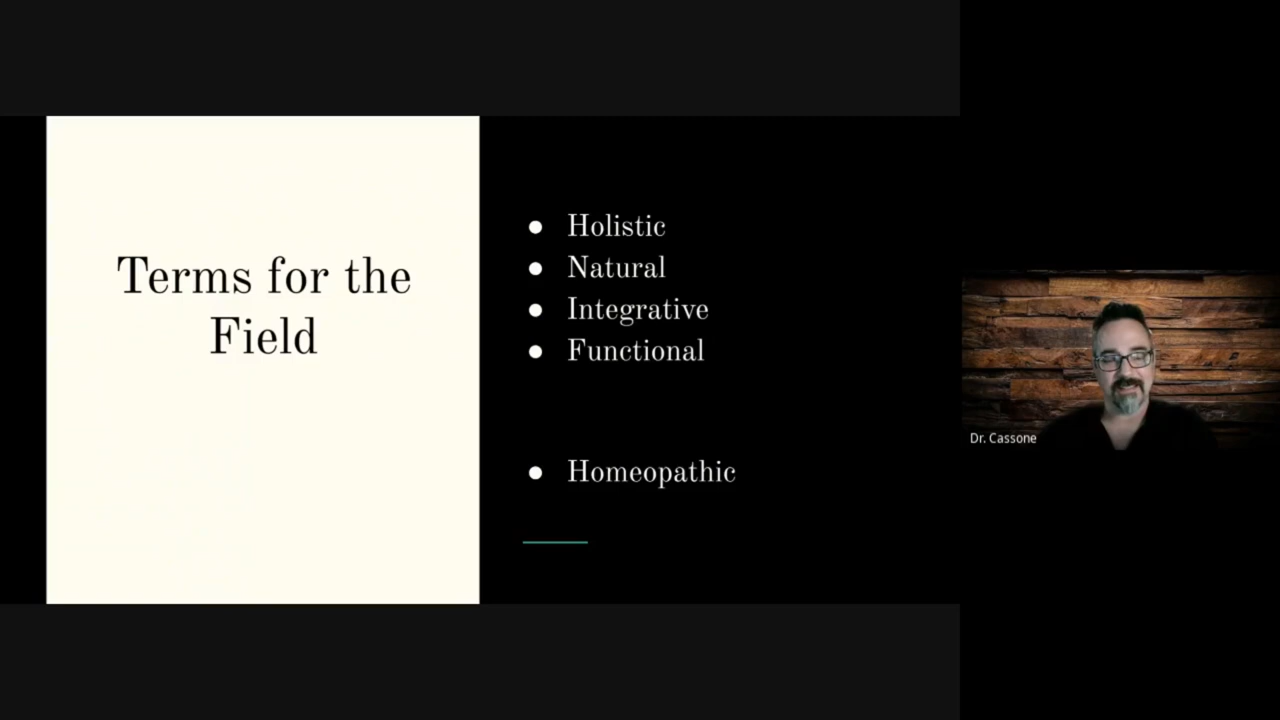 Terms for the
Field
● Holistic
● Natural
● Integrative
● Functional
● Homeopathic
Dr. Cassone